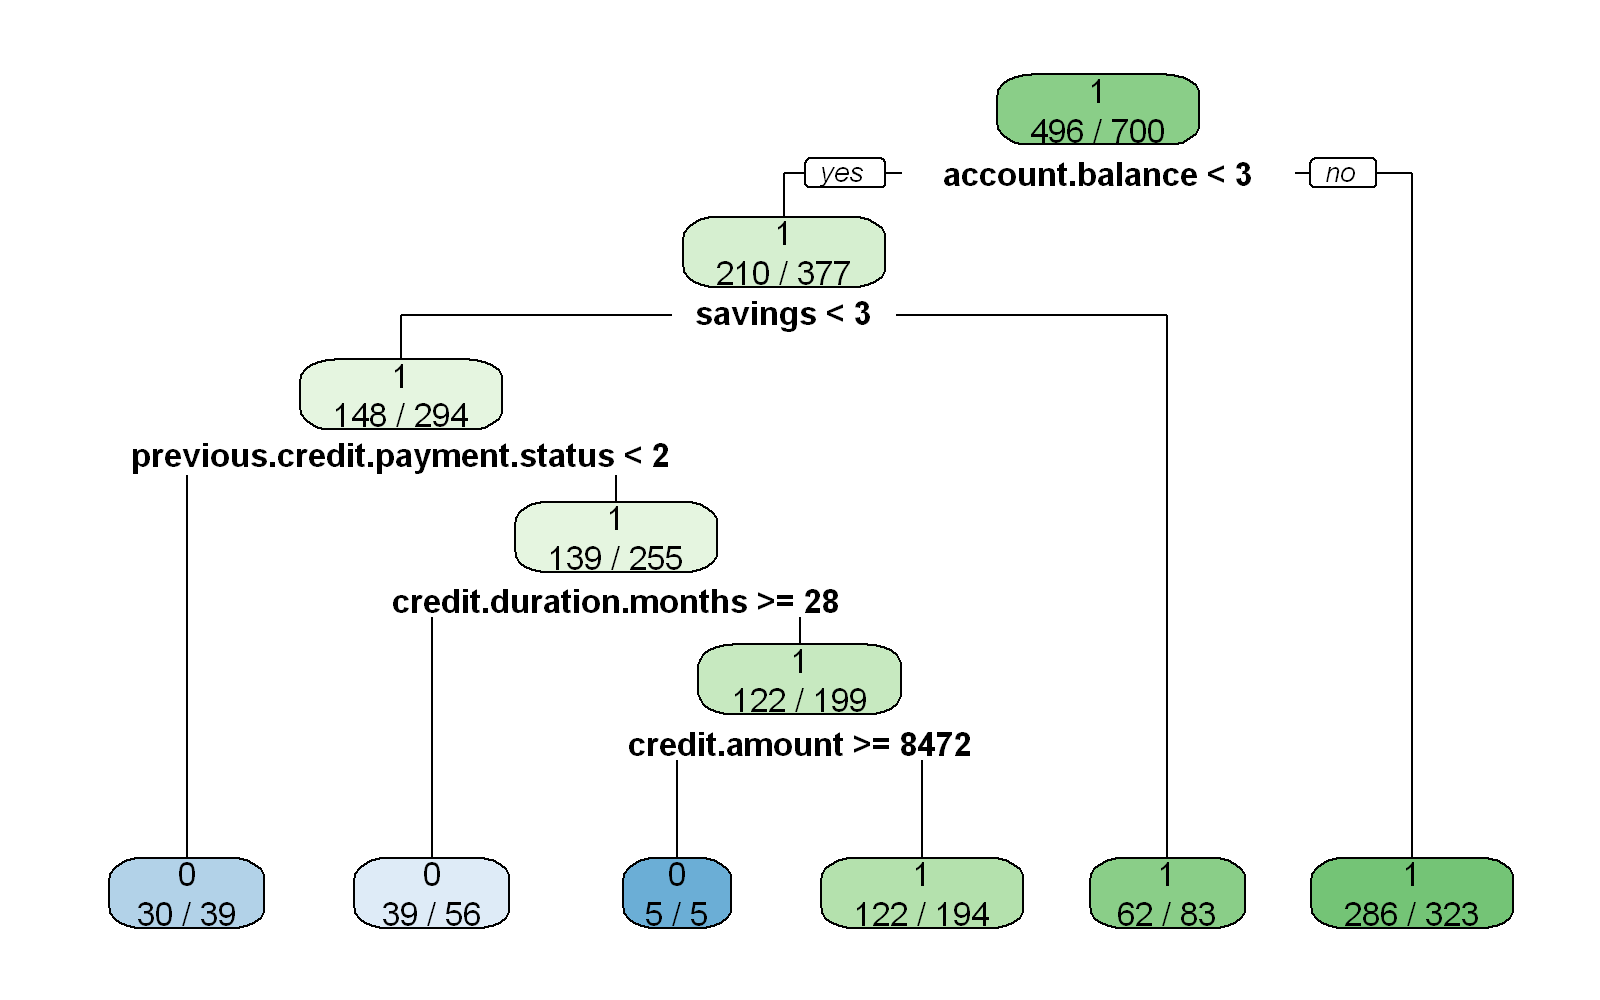 1
496 / 700
yes
account.balance < 3
no
1
210 / 377
savings < 3
1
148 / 294
previous.credit.payment.status < 2
1
139 / 255
credit.duration.months >= 28
1
122 / 199
credit.amount >= 8472
0
30 / 39
0
39 / 56
0
5 / 5
1
122 / 194
1
62 / 83
1
286 / 323